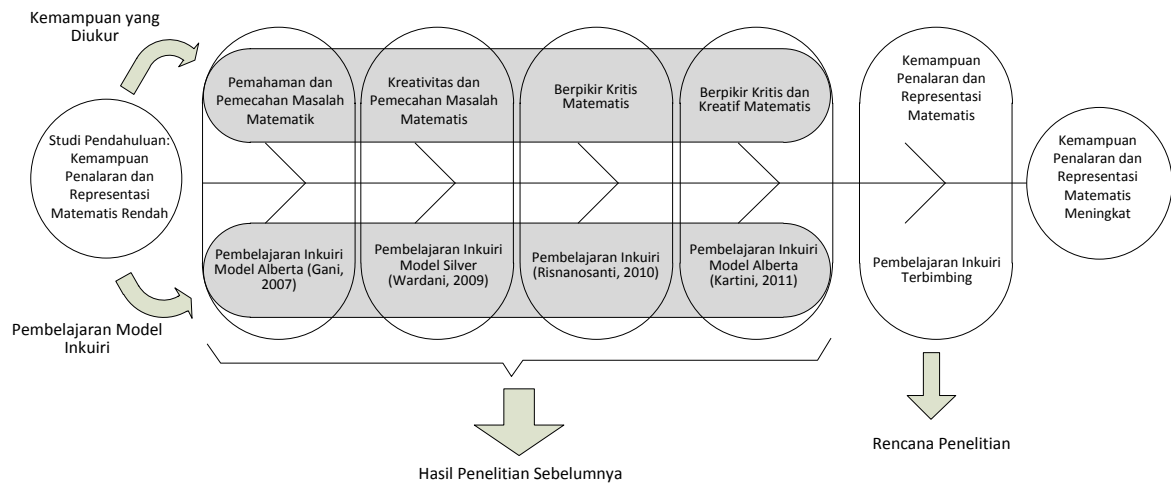 Kemampuan yang
Diukur
Studi Pendahuluan:
Kemampuan
Penalaran dan
Representasi
Matematis Rendah
Pembelajaran Model
Inkuiri
Pemahaman dan
Pemecahan Masalah
Matematik
Kreativitas dan
Pemecahan Masalah
Matematis
Berpikir Kritis
Matematis
Berpikir Kritis dan
Kreatif Matematis
Kemampuan
Penalaran dan
Representasi
Matematis
Pembelajaran Inkuiri
Model Alberta (Gani,
2007)
Pembelajaran Inkuiri
Model Silver
(Wardani, 2009)
Pembelajaran Inkuiri
(Risnanosanti, 2010)
Pembelajaran Inkuiri
Model Alberta
(Kartini, 2011)
Pembelajaran Inkuiri
Terbimbing
Kemampuan
Penalaran dan
Representasi
Matematis
Meningkat
Hasil Penelitian Sebelumnya
Rencana Penelitian